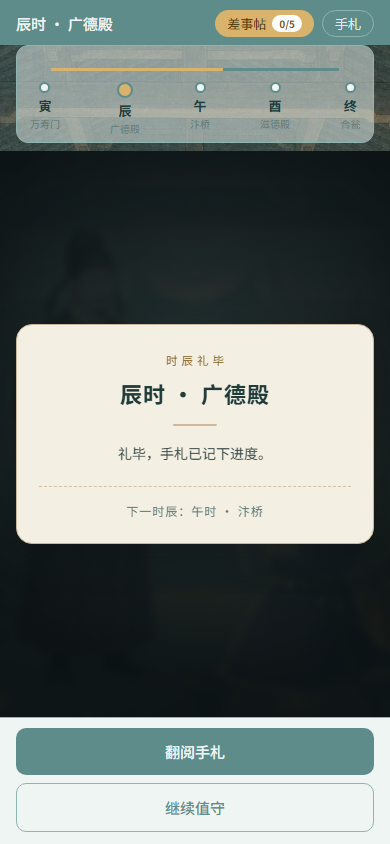 辰时 · 广德殿
差事帖 0/5
手札
寅 辰 午 酉 终
万寿门 广德殿 汴桥 滋德殿 合瓮
时辰礼毕
辰时 · 广德殿
礼毕，手札已记下进度。
下一时辰：午时 · 汴桥
翻阅手札
继续值守